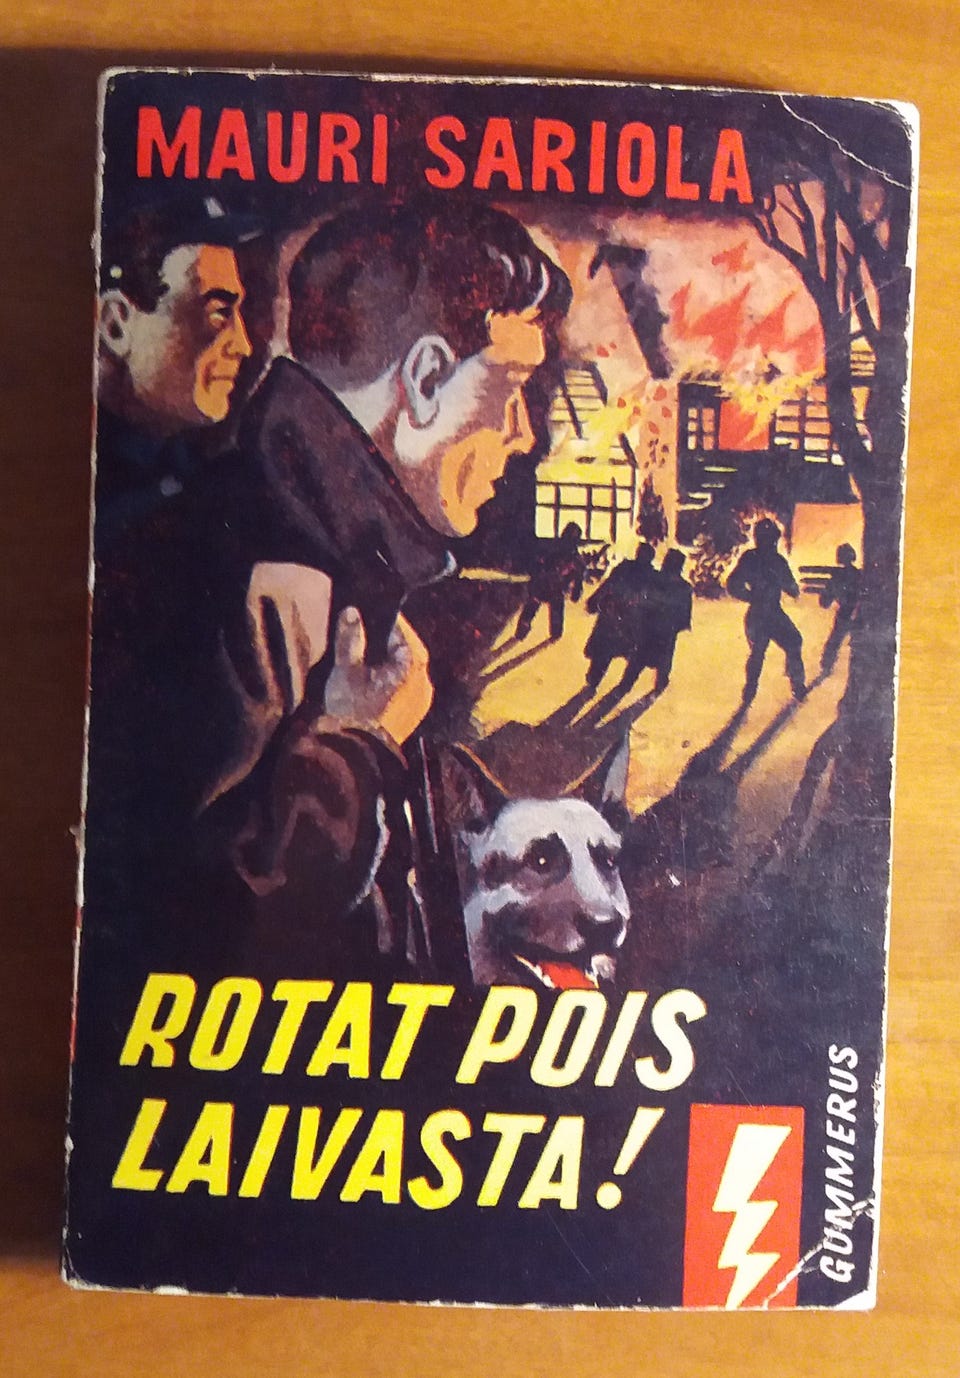 MAURI SARIOLA
ROTAT POIS
LAIVASTA!
GUMMERUS